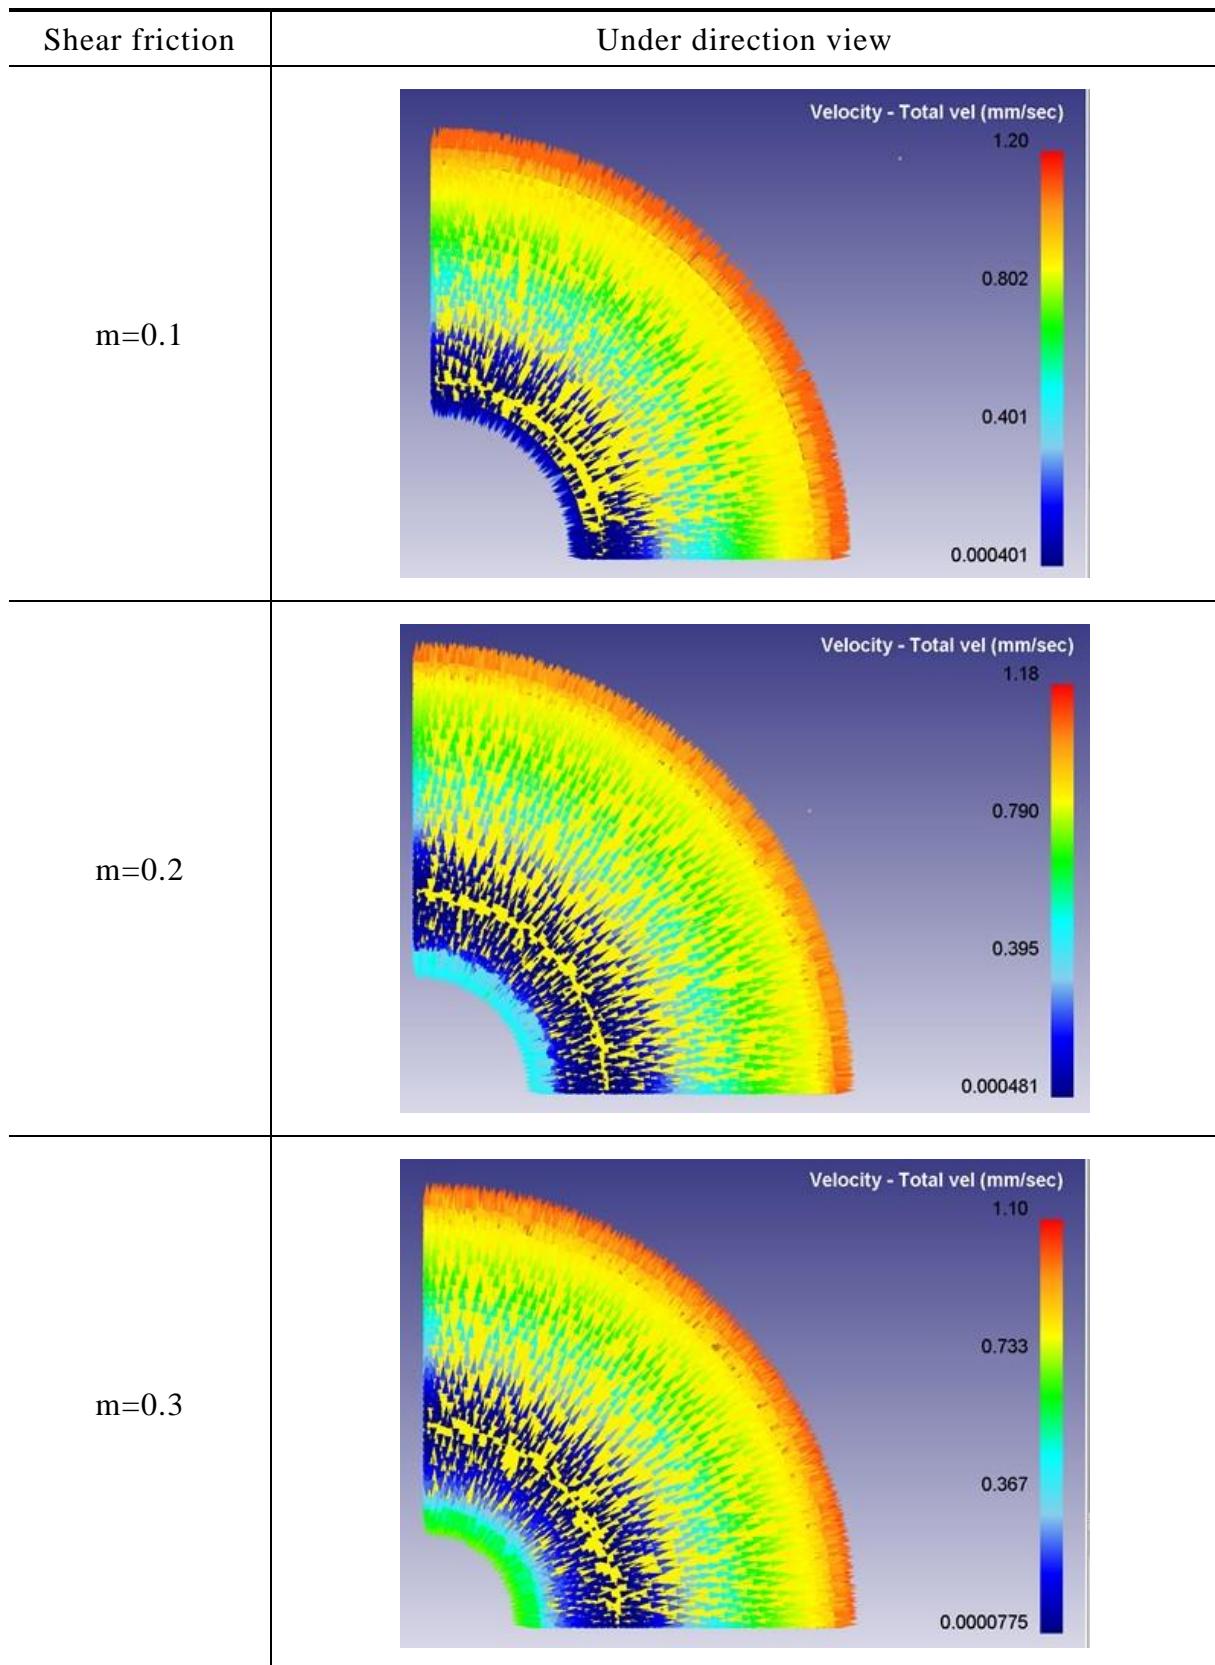 Shear friction
Under direction view
m=0.1
Velocity - Total vel (mm/sec)
1.20
0.802
0.401
0.000401
m=0.2
Velocity - Total vel (mm/sec)
1.18
0.790
0.395
0.000481
m=0.3
Velocity - Total vel (mm/sec)
1.10
0.733
0.367
0.0000775